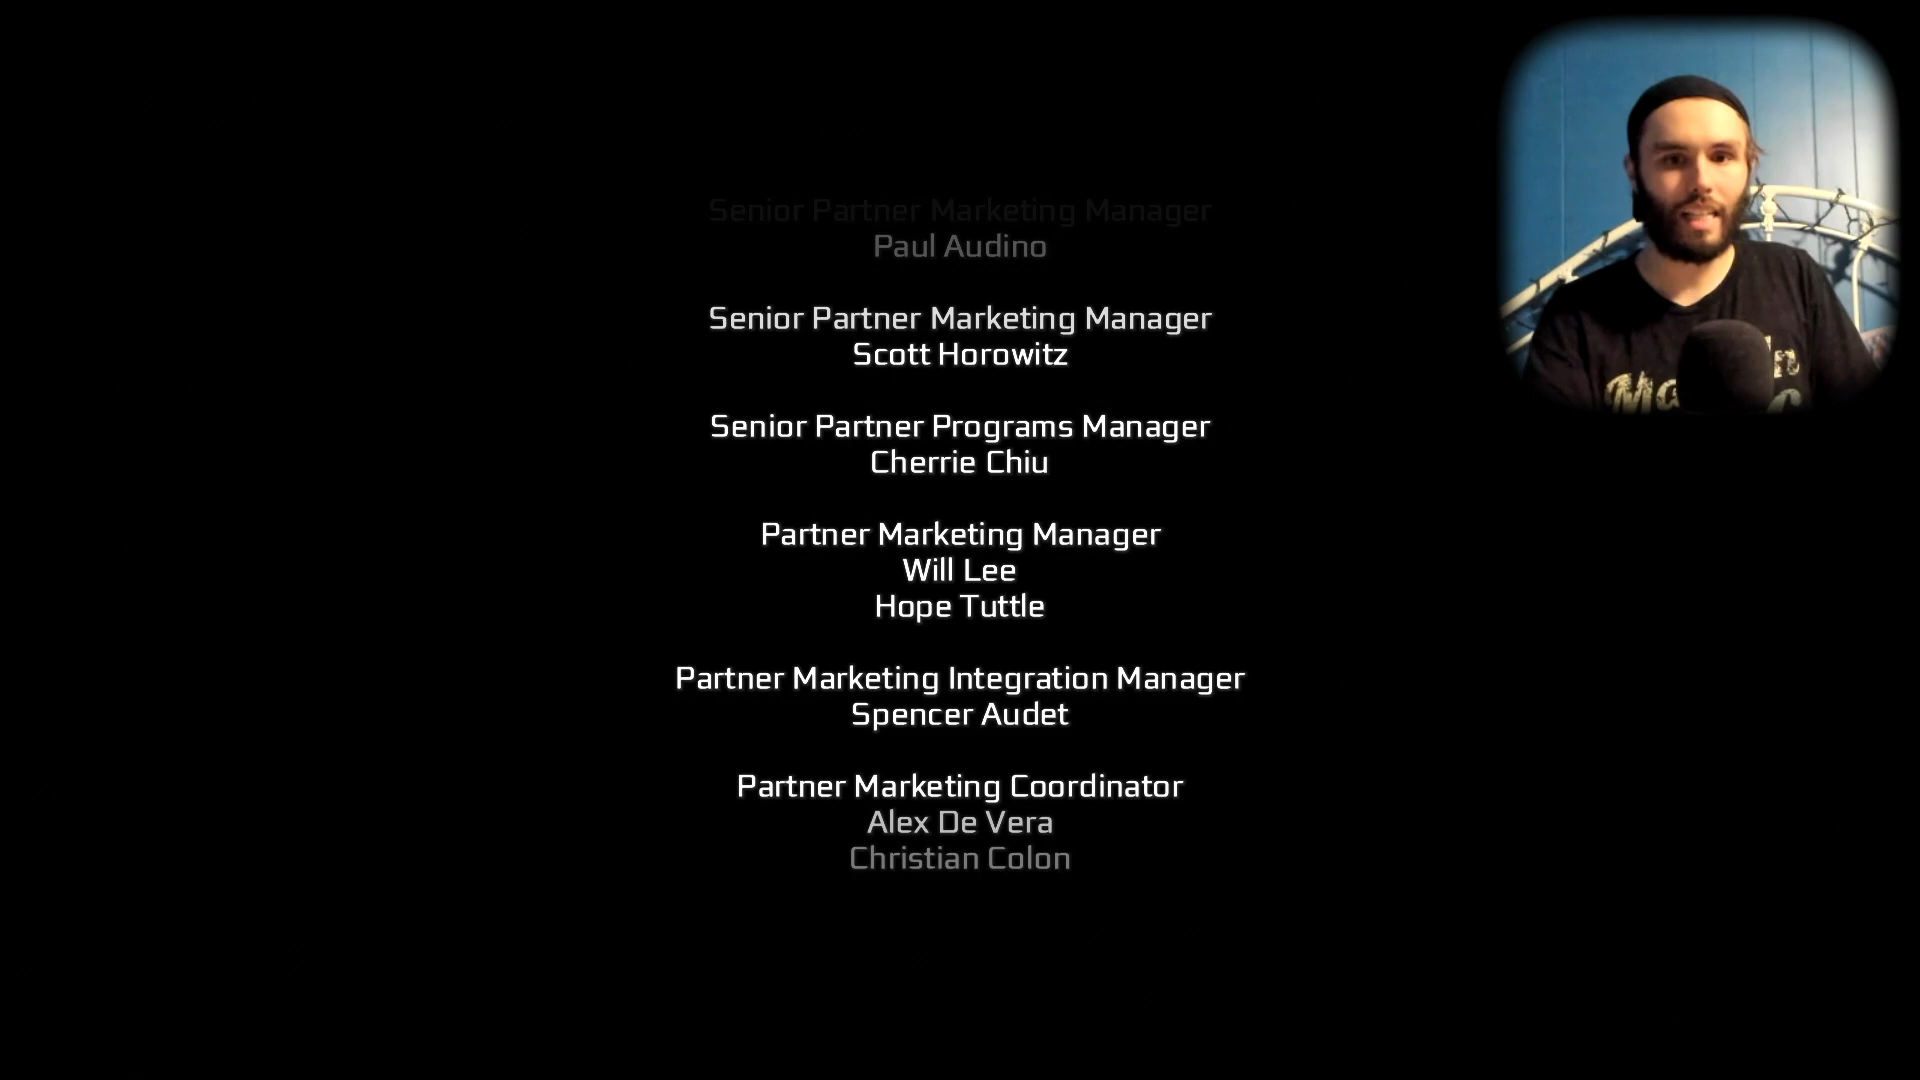 Senior Partner Marketing Manager
Paul Audino
Senior Partner Marketing Manager
Scott Horowitz
Senior Partner Programs Manager
Cherrie Chiu
Partner Marketing Manager
Will Lee
Hope Tuttle
Partner Marketing Integration Manager
Spencer Audet
Partner Marketing Coordinator
Alex De Vera
Christian Colon